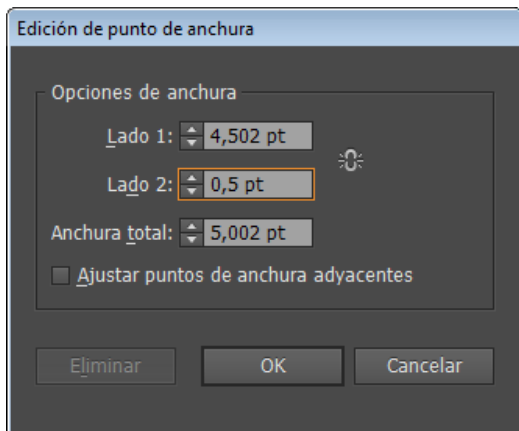 Edición de punto de anchura
Opciones de anchura
Lado 1: 4,502 pt
Lado 2: 0,5 pt
Anchura total: 5,002 pt
Ajustar puntos de anchura adyacentes
Eliminar OK Cancelar